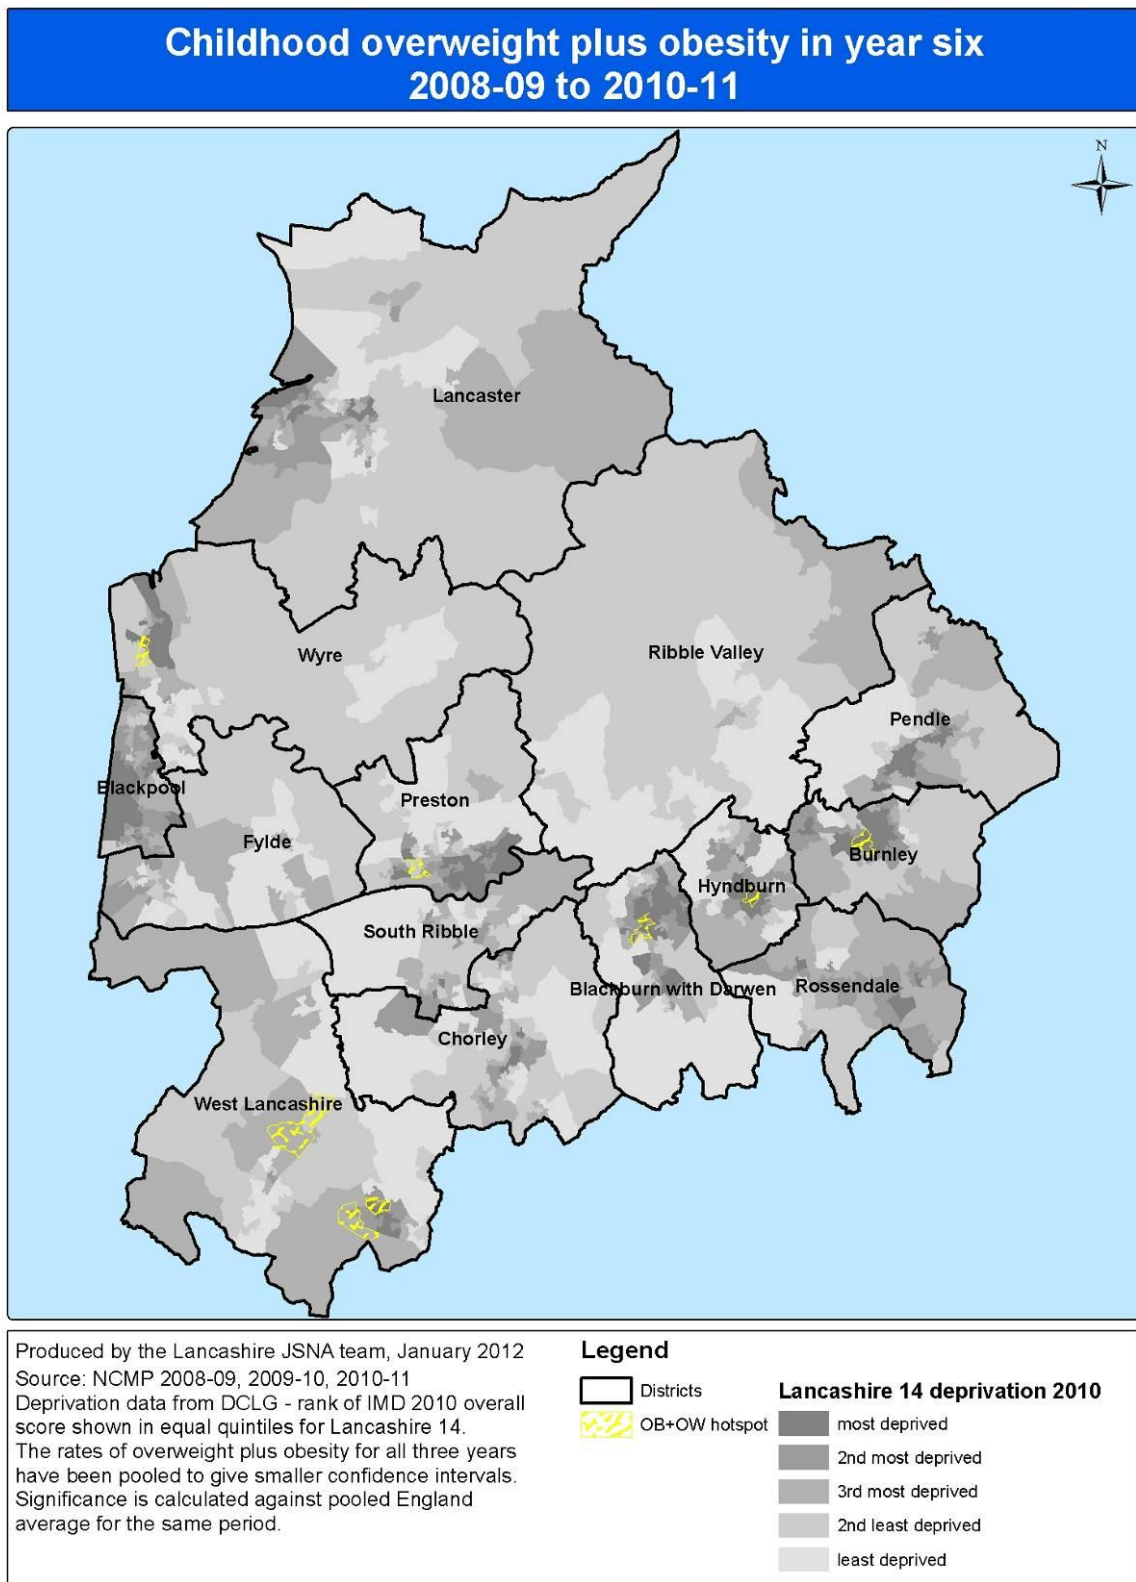 Childhood overweight plus obesity in year six
2008-09 to 2010-11
N
Lancaster
Wyre
Ribble Valley
Pendle
Blackpool
Preston
Fylde
Burnley
Hyndburn
South Ribble
Blackburn with Darwen
Rossendale
Chorley
West Lancashire
Produced by the Lancashire JSNA team, January 2012
Source: NCMP 2008-09, 2009-10, 2010-11
Deprivation data from DCLG - rank of IMD 2010 overall
score shown in equal quintiles for Lancashire 14.
The rates of overweight plus obesity for all three years
have been pooled to give smaller confidence intervals.
Significance is calculated against pooled England
average for the same period.
Legend
Districts
OB+OW hotspot
Lancashire 14 deprivation 2010
most deprived
2nd most deprived
3rd most deprived
2nd least deprived
least deprived